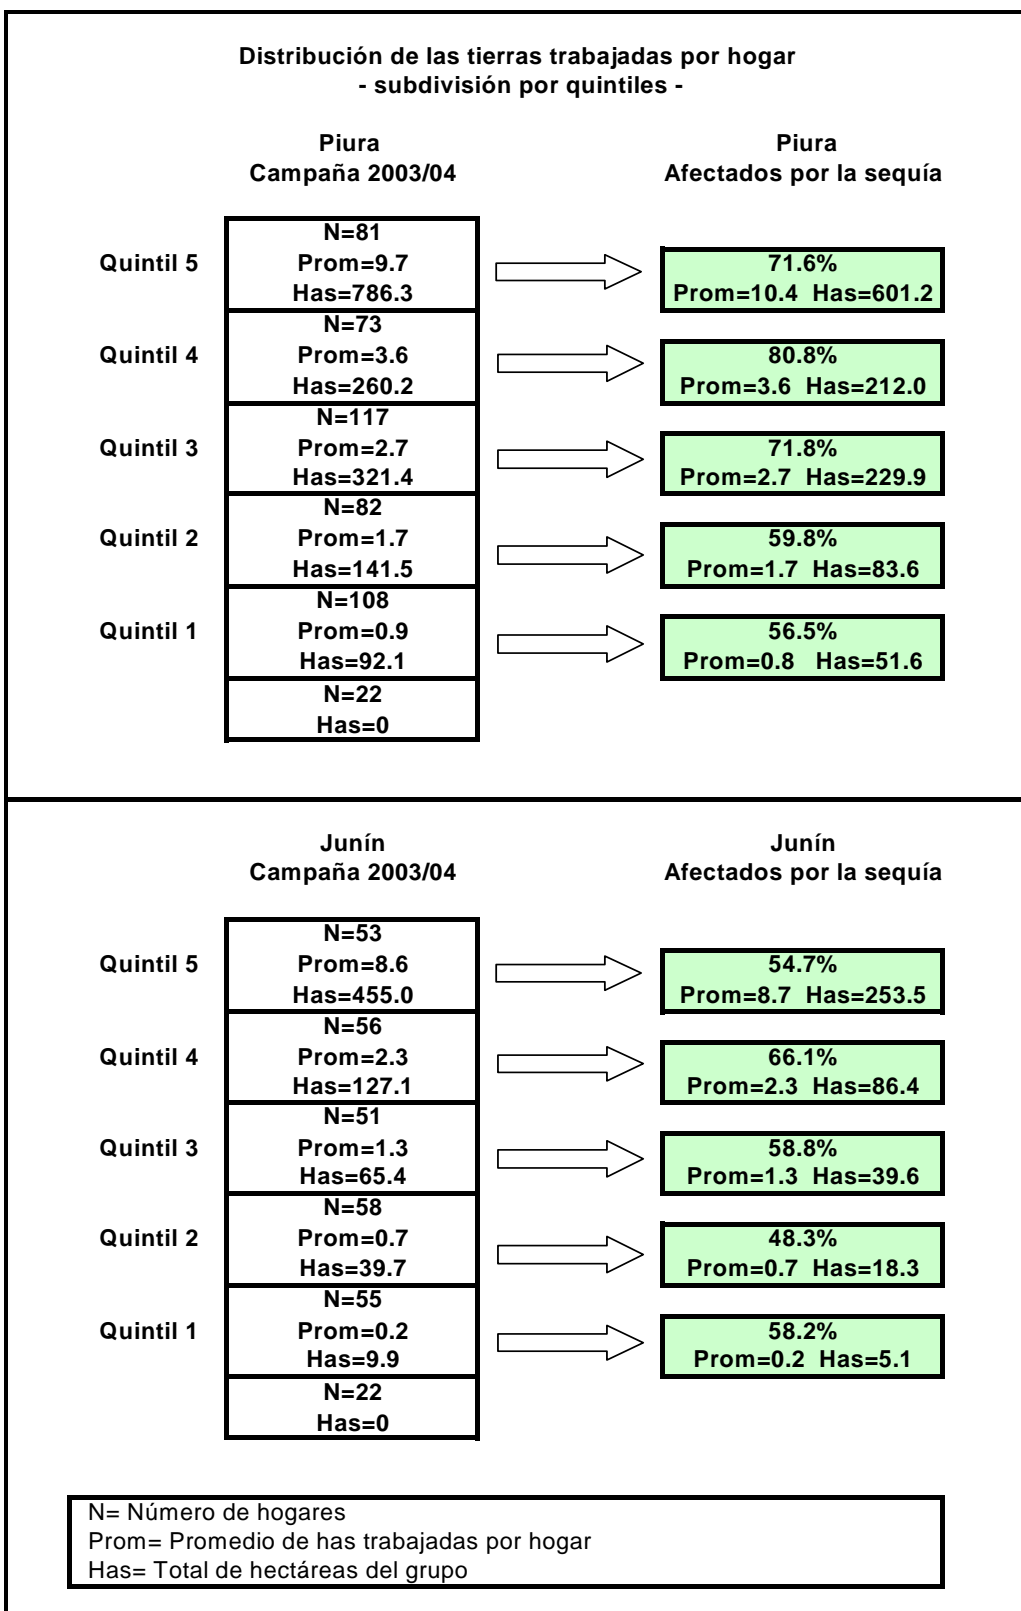 Distribución de las tierras trabajadas por hogar
- subdivisión por quintiles -
Piura
Campaña 2003/04
Piura
Afectados por la sequía
Quintil 5
N=81
Prom=9.7
Has=786.3
71.6%
Prom=10.4 Has=601.2
Quintil 4
N=73
Prom=3.6
Has=260.2
80.8%
Prom=3.6 Has=212.0
Quintil 3
N=117
Prom=2.7
Has=321.4
71.8%
Prom=2.7 Has=229.9
Quintil 2
N=82
Prom=1.7
Has=141.5
59.8%
Prom=1.7 Has=83.6
Quintil 1
N=108
Prom=0.9
Has=92.1
56.5%
Prom=0.8 Has=51.6
N=22
Has=0
Junín
Campaña 2003/04
Junín
Afectados por la sequía
Quintil 5
N=53
Prom=8.6
Has=455.0
54.7%
Prom=8.7 Has=253.5
Quintil 4
N=56
Prom=2.3
Has=127.1
66.1%
Prom=2.3 Has=86.4
Quintil 3
N=51
Prom=1.3
Has=65.4
58.8%
Prom=1.3 Has=39.6
Quintil 2
N=58
Prom=0.7
Has=39.7
48.3%
Prom=0.7 Has=18.3
Quintil 1
N=55
Prom=0.2
Has=9.9
58.2%
Prom=0.2 Has=5.1
N=22
Has=0
N= Número de hogares
Prom= Promedio de has trabajadas por hogar
Has= Total de hectáreas del grupo